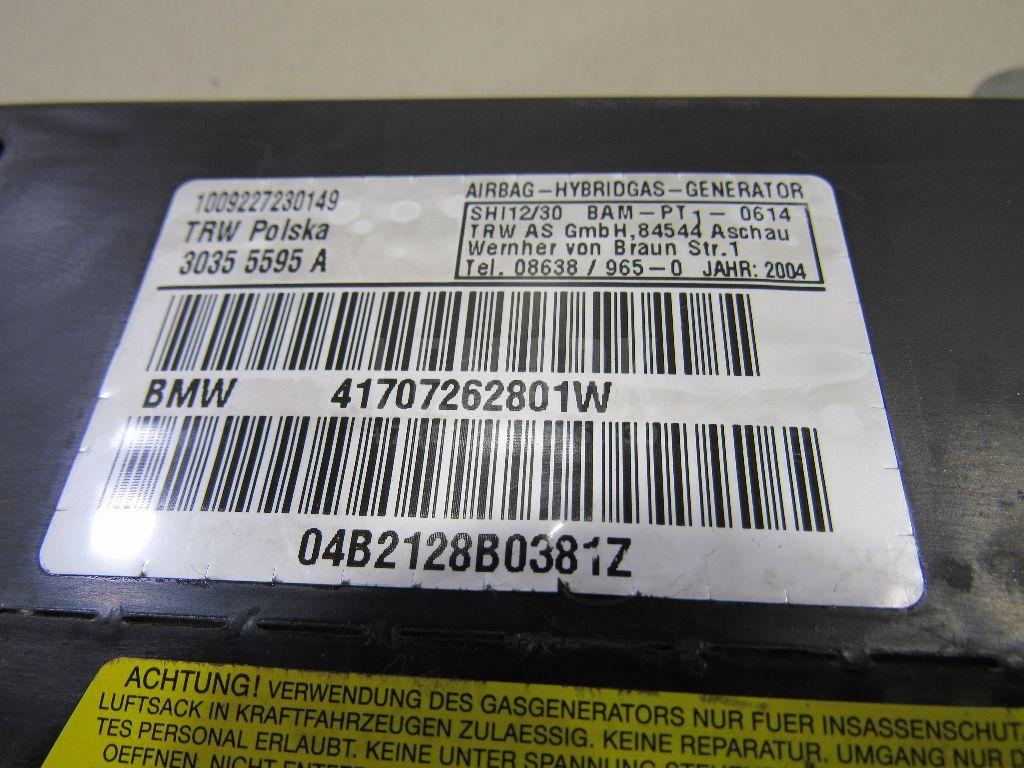 1009227230149
TRW Polska
3035 5595 A
AIRBAG-HYBRIDGAS-GENERATOR
SHI12/30 BAM-PT1-0614
TRW AS GmbH,84544 Aschau
Wernher von Braun Str.1
Tel. 08638/965-0 JAHR: 2004
BMW 41707262801W
04B2128B0381Z
ACHTUNG! VERWENDUNG DES GASGENERATORS NUR FUER INSASSENSCHUT
LUFTSACK IN KRAFTFAHRZEUGEN ZULAESSIG. KEINE REPARATUR. UMGANG NUR D
TES PERSONAL ERLAUBT. KEINE UNTER SPANNUNG
OEFFNEN, NICHT